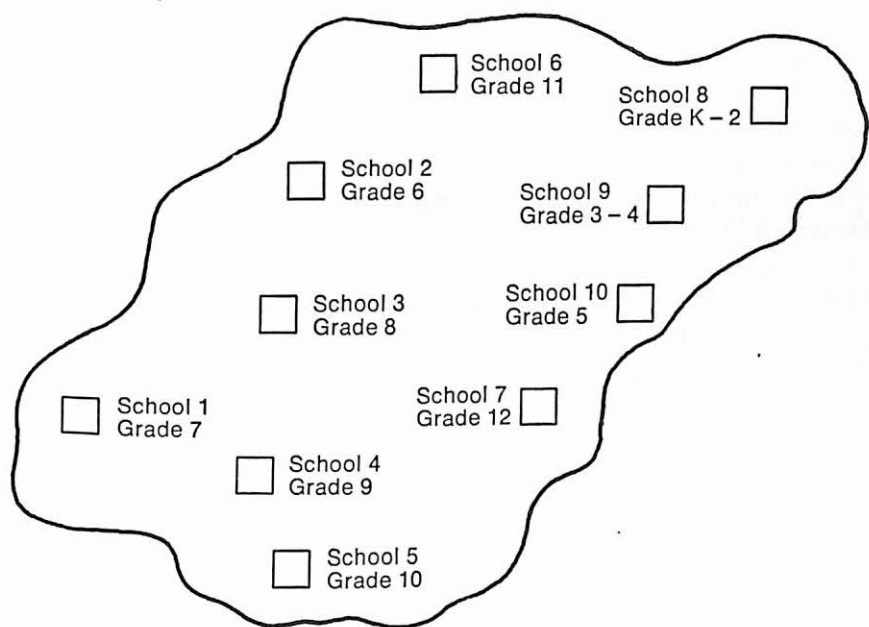 School 6
Grade 11
School 8
Grade K – 2
School 2
Grade 6
School 9
Grade 3 – 4
School 10
Grade 5
School 3
Grade 8
School 7
Grade 12
School 1
Grade 7
School 4
Grade 9
School 5
Grade 10